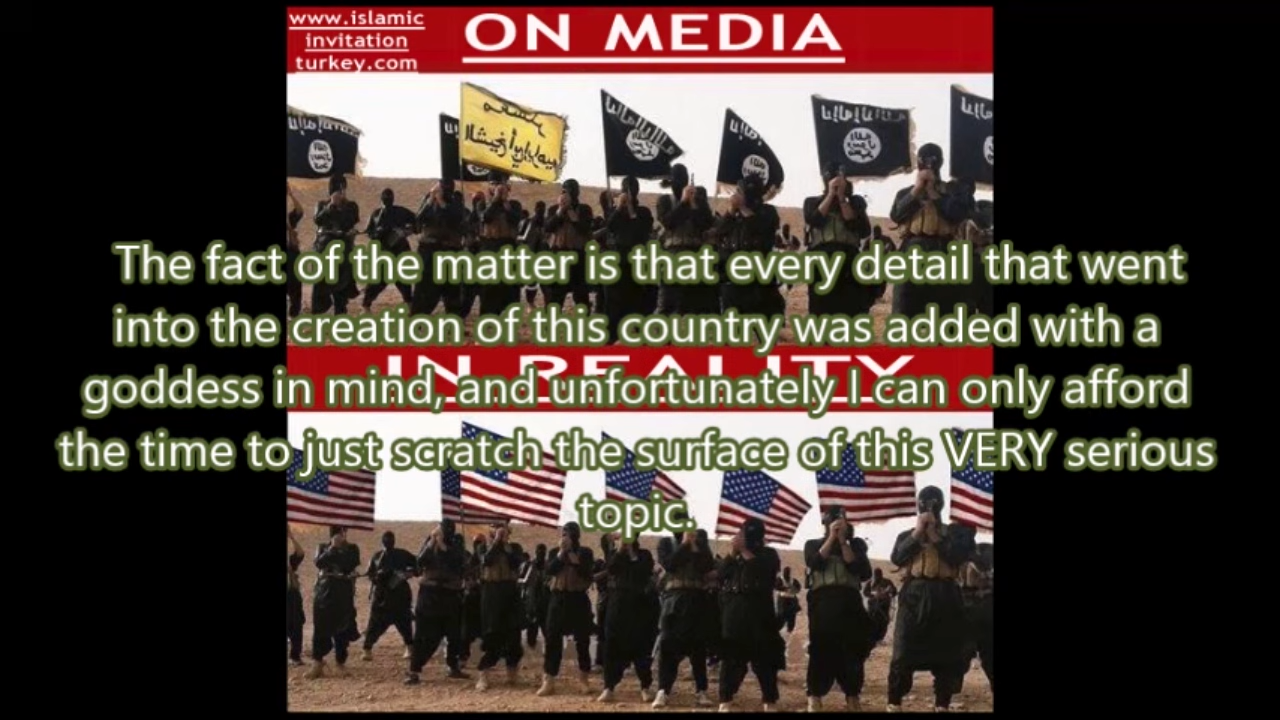 www.islamic
invitation
turkey.com
ON MEDIA
The fact of the matter is that every detail that went
into the creation of this country was added with a
IN REALITY
goddess in mind, and unfortunately I can only afford
the time to just scratch the surface of this VERY serious
topic.